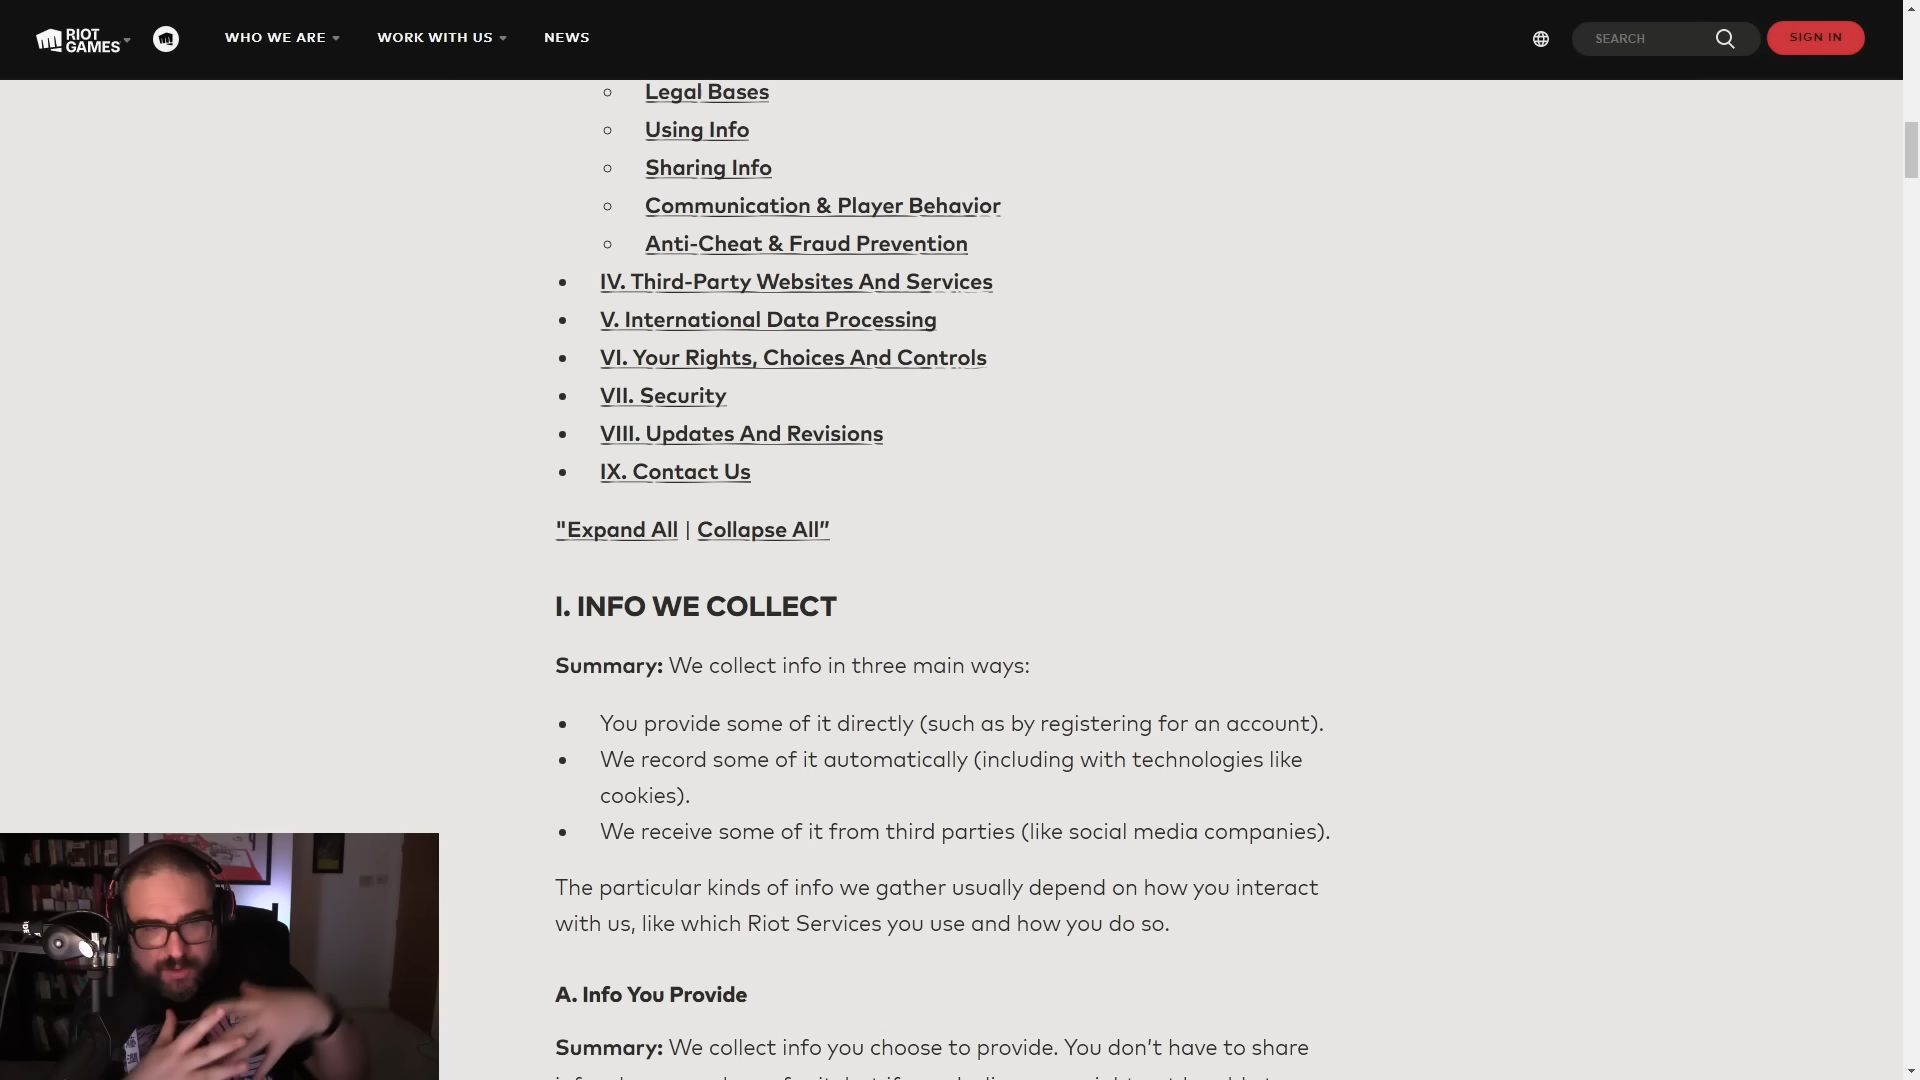 RIOT GAMES
WHO WE ARE
WORK WITH US
NEWS
SEARCH
SIGN IN
Legal Bases
Using Info
Sharing Info
Communication & Player Behavior
Anti-Cheat & Fraud Prevention
IV. Third-Party Websites And Services
V. International Data Processing
VI. Your Rights, Choices And Controls
VII. Security
VIII. Updates And Revisions
IX. Contact Us
"Expand All | Collapse All”
I. INFO WE COLLECT
Summary: We collect info in three main ways:
You provide some of it directly (such as by registering for an account).
We record some of it automatically (including with technologies like
cookies).
We receive some of it from third parties (like social media companies).
The particular kinds of info we gather usually depend on how you interact
with us, like which Riot Services you use and how you do so.
A. Info You Provide
Summary: We collect info you choose to provide. You don’t have to share